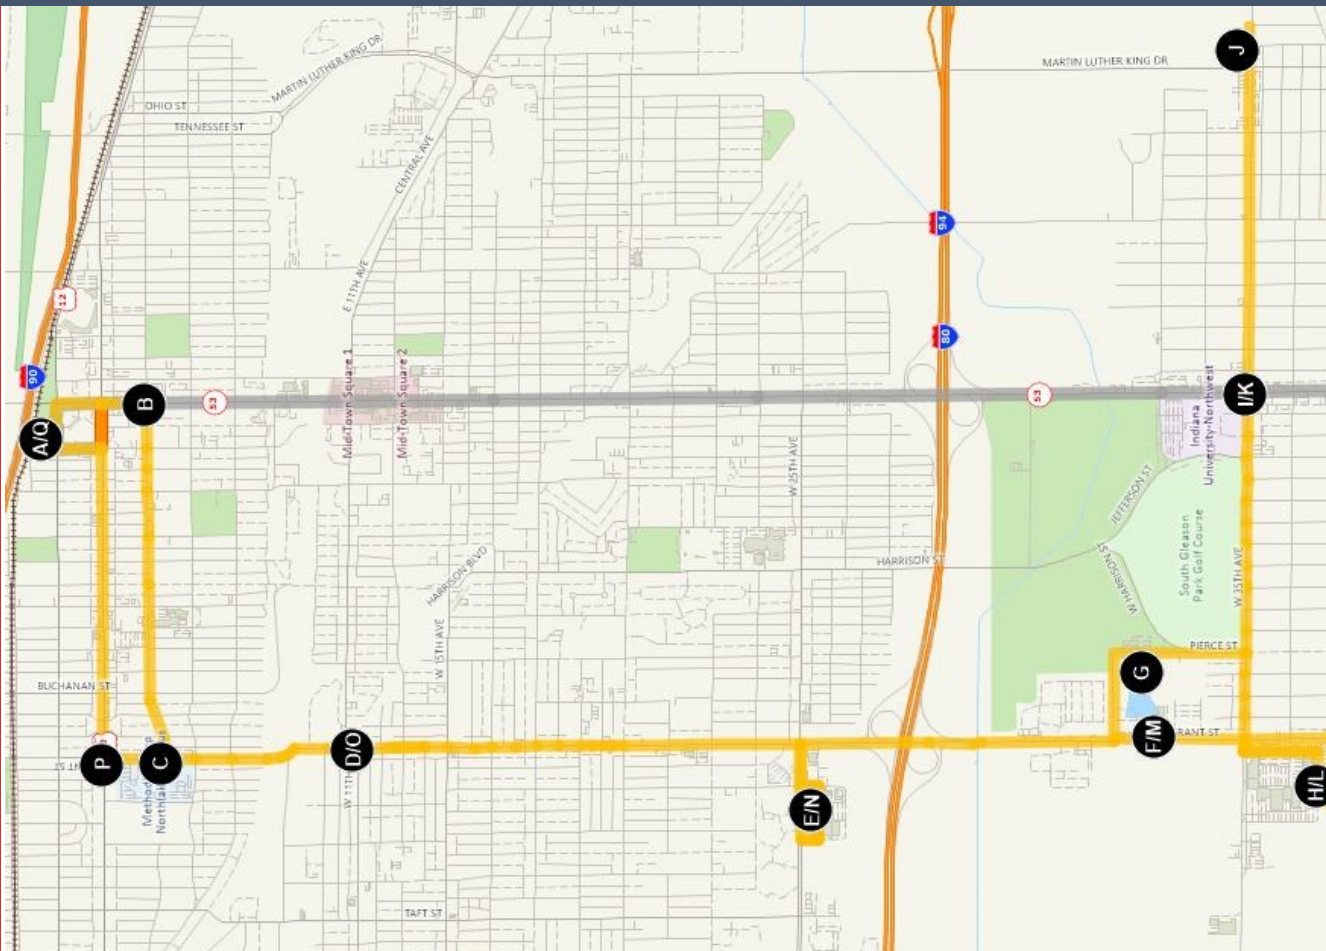 J
MARTIN LUTHER KING DR
MARTIN LUTHER KING DR
OHIO ST
TENNESSEE ST
CENTRAL AVE
94
E 11TH AVE
12
80
90
Mid-Town Square 1
Mid-Town Square 2
53
53
B
I/K
A/Q
Indiana
University-Northwest
W 25TH AVE
JEFFERSON ST
HARRISON BLVD
HARRISON ST
W HARRISON ST
South Gleason
Park Golf Course
W 35TH AVE
W 15TH AVE
PIERCE ST
BUCHANAN ST
G
RANT ST
F/M
D/O
P
C
W 11TH
H/L
E/N
TAFT ST